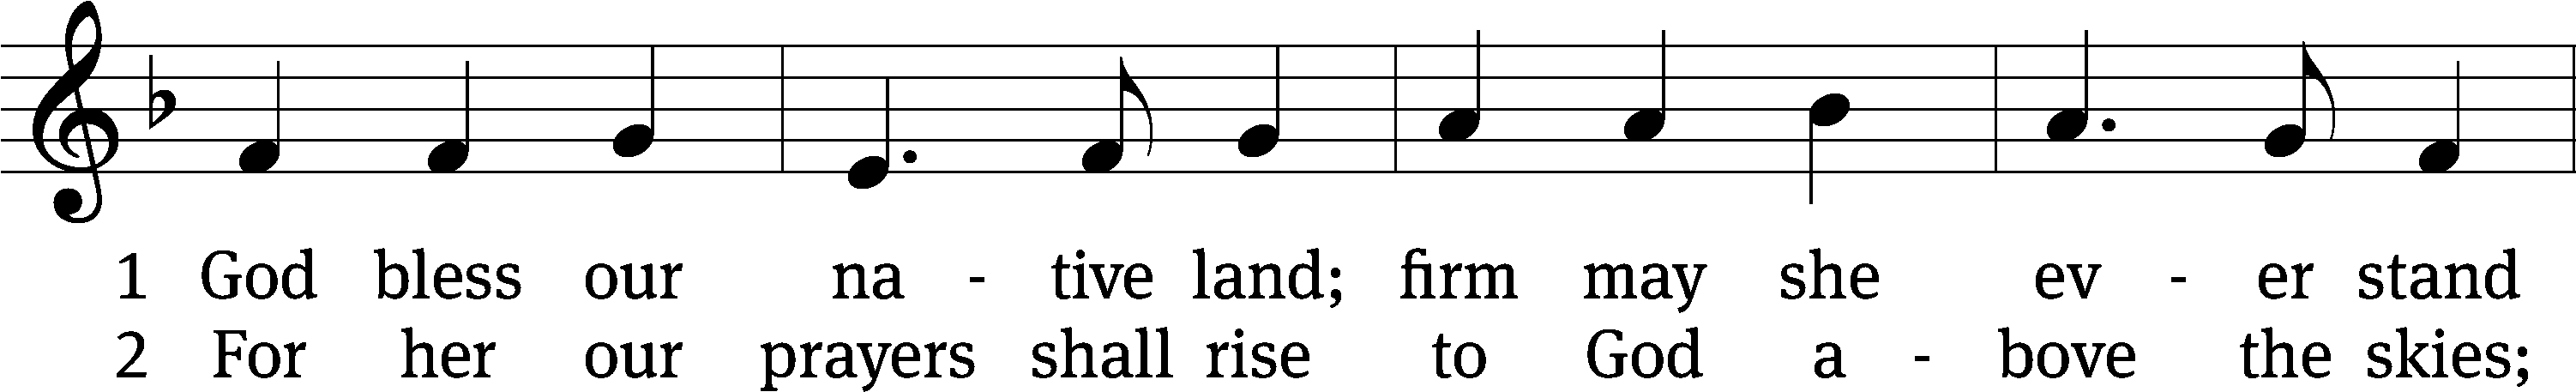 1 God bless our na - tive land; firm may she ev - er stand
2 For her our prayers shall rise to God a - bove the skies;